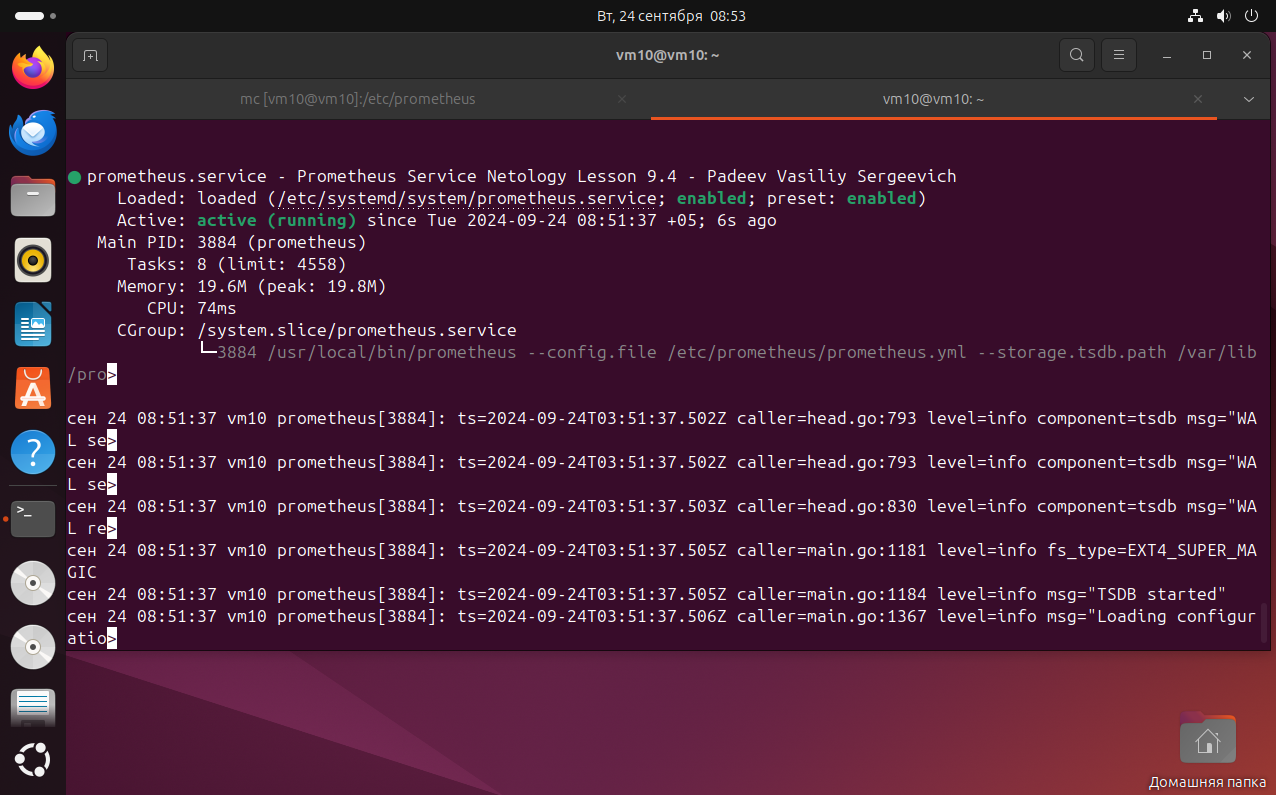 Вт, 24 сентября 08:53
vm10@vm10: ~
mc [vm10@vm10]:/etc/prometheus
vm10@vm10: ~
prometheus.service - Prometheus Service Netology Lesson 9.4 - Padeev Vasiliy Sergeevich
Loaded: loaded (/etc/systemd/system/prometheus.service; enabled; preset: enabled)
Active: active (running) since Tue 2024-09-24 08:51:37 +05; 6s ago
Main PID: 3884 (prometheus)
Tasks: 8 (limit: 4558)
Memory: 19.6M (peak: 19.8M)
CPU: 74ms
CGroup: /system.slice/prometheus.service
└─3884 /usr/local/bin/prometheus --config.file /etc/prometheus/prometheus.yml --storage.tsdb.path /var/lib
/pro>
сен 24 08:51:37 vm10 prometheus[3884]: ts=2024-09-24T03:51:37.502Z caller=head.go:793 level=info component=tsdb msg="WA
L se>
сен 24 08:51:37 vm10 prometheus[3884]: ts=2024-09-24T03:51:37.502Z caller=head.go:793 level=info component=tsdb msg="WA
L se>
сен 24 08:51:37 vm10 prometheus[3884]: ts=2024-09-24T03:51:37.503Z caller=head.go:830 level=info component=tsdb msg="WA
L re>
сен 24 08:51:37 vm10 prometheus[3884]: ts=2024-09-24T03:51:37.505Z caller=main.go:1181 level=info fs_type=EXT4_SUPER_MA
GIC
сен 24 08:51:37 vm10 prometheus[3884]: ts=2024-09-24T03:51:37.505Z caller=main.go:1184 level=info msg="TSDB started"
сен 24 08:51:37 vm10 prometheus[3884]: ts=2024-09-24T03:51:37.506Z caller=main.go:1367 level=info msg="Loading configur
atio>
Домашняя папка